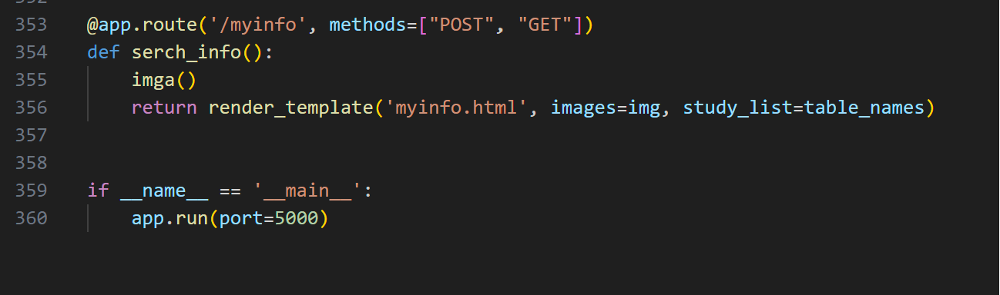 352
353 @app.route('/myinfo', methods=["POST", "GET"])
354 def serch_info():
355     imga()
356     return render_template('myinfo.html', images=img, study_list=table_names)
357
358
359 if __name__ == '__main__':
360     app.run(port=5000)